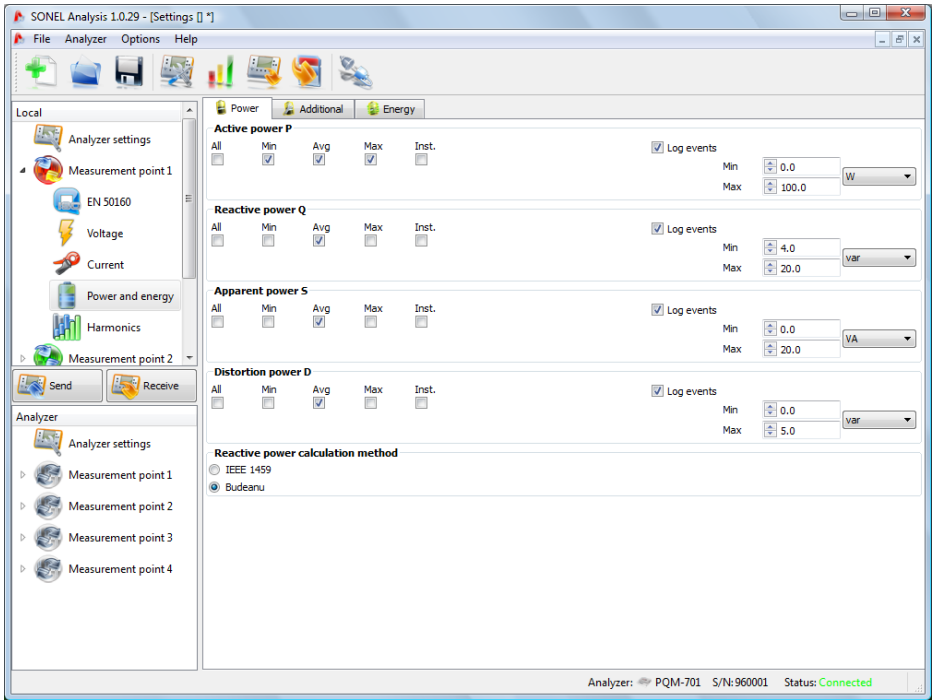 SONEL Analysis 1.0.29 - [Settings [] *]
File Analyzer Options Help
Local
Analyzer settings
Measurement point 1
EN 50160
Voltage
Current
Power and energy
Harmonics
Measurement point 2
Send Receive
Analyzer
Analyzer settings
Measurement point 1
Measurement point 2
Measurement point 3
Measurement point 4
Power Additional Energy
Active power P
All Min Avg Max Inst. Log events
Min 0.0
W
Max 100.0
Reactive power Q
All Min Avg Max Inst. Log events
Min 4.0
var
Max 20.0
Apparent power S
All Min Avg Max Inst. Log events
Min 0.0
VA
Max 20.0
Distortion power D
All Min Avg Max Inst. Log events
Min 0.0
var
Max 5.0
Reactive power calculation method
IEEE 1459
Budeanu
Analyzer: PQM-701 S/N: 960001 Status: Connected